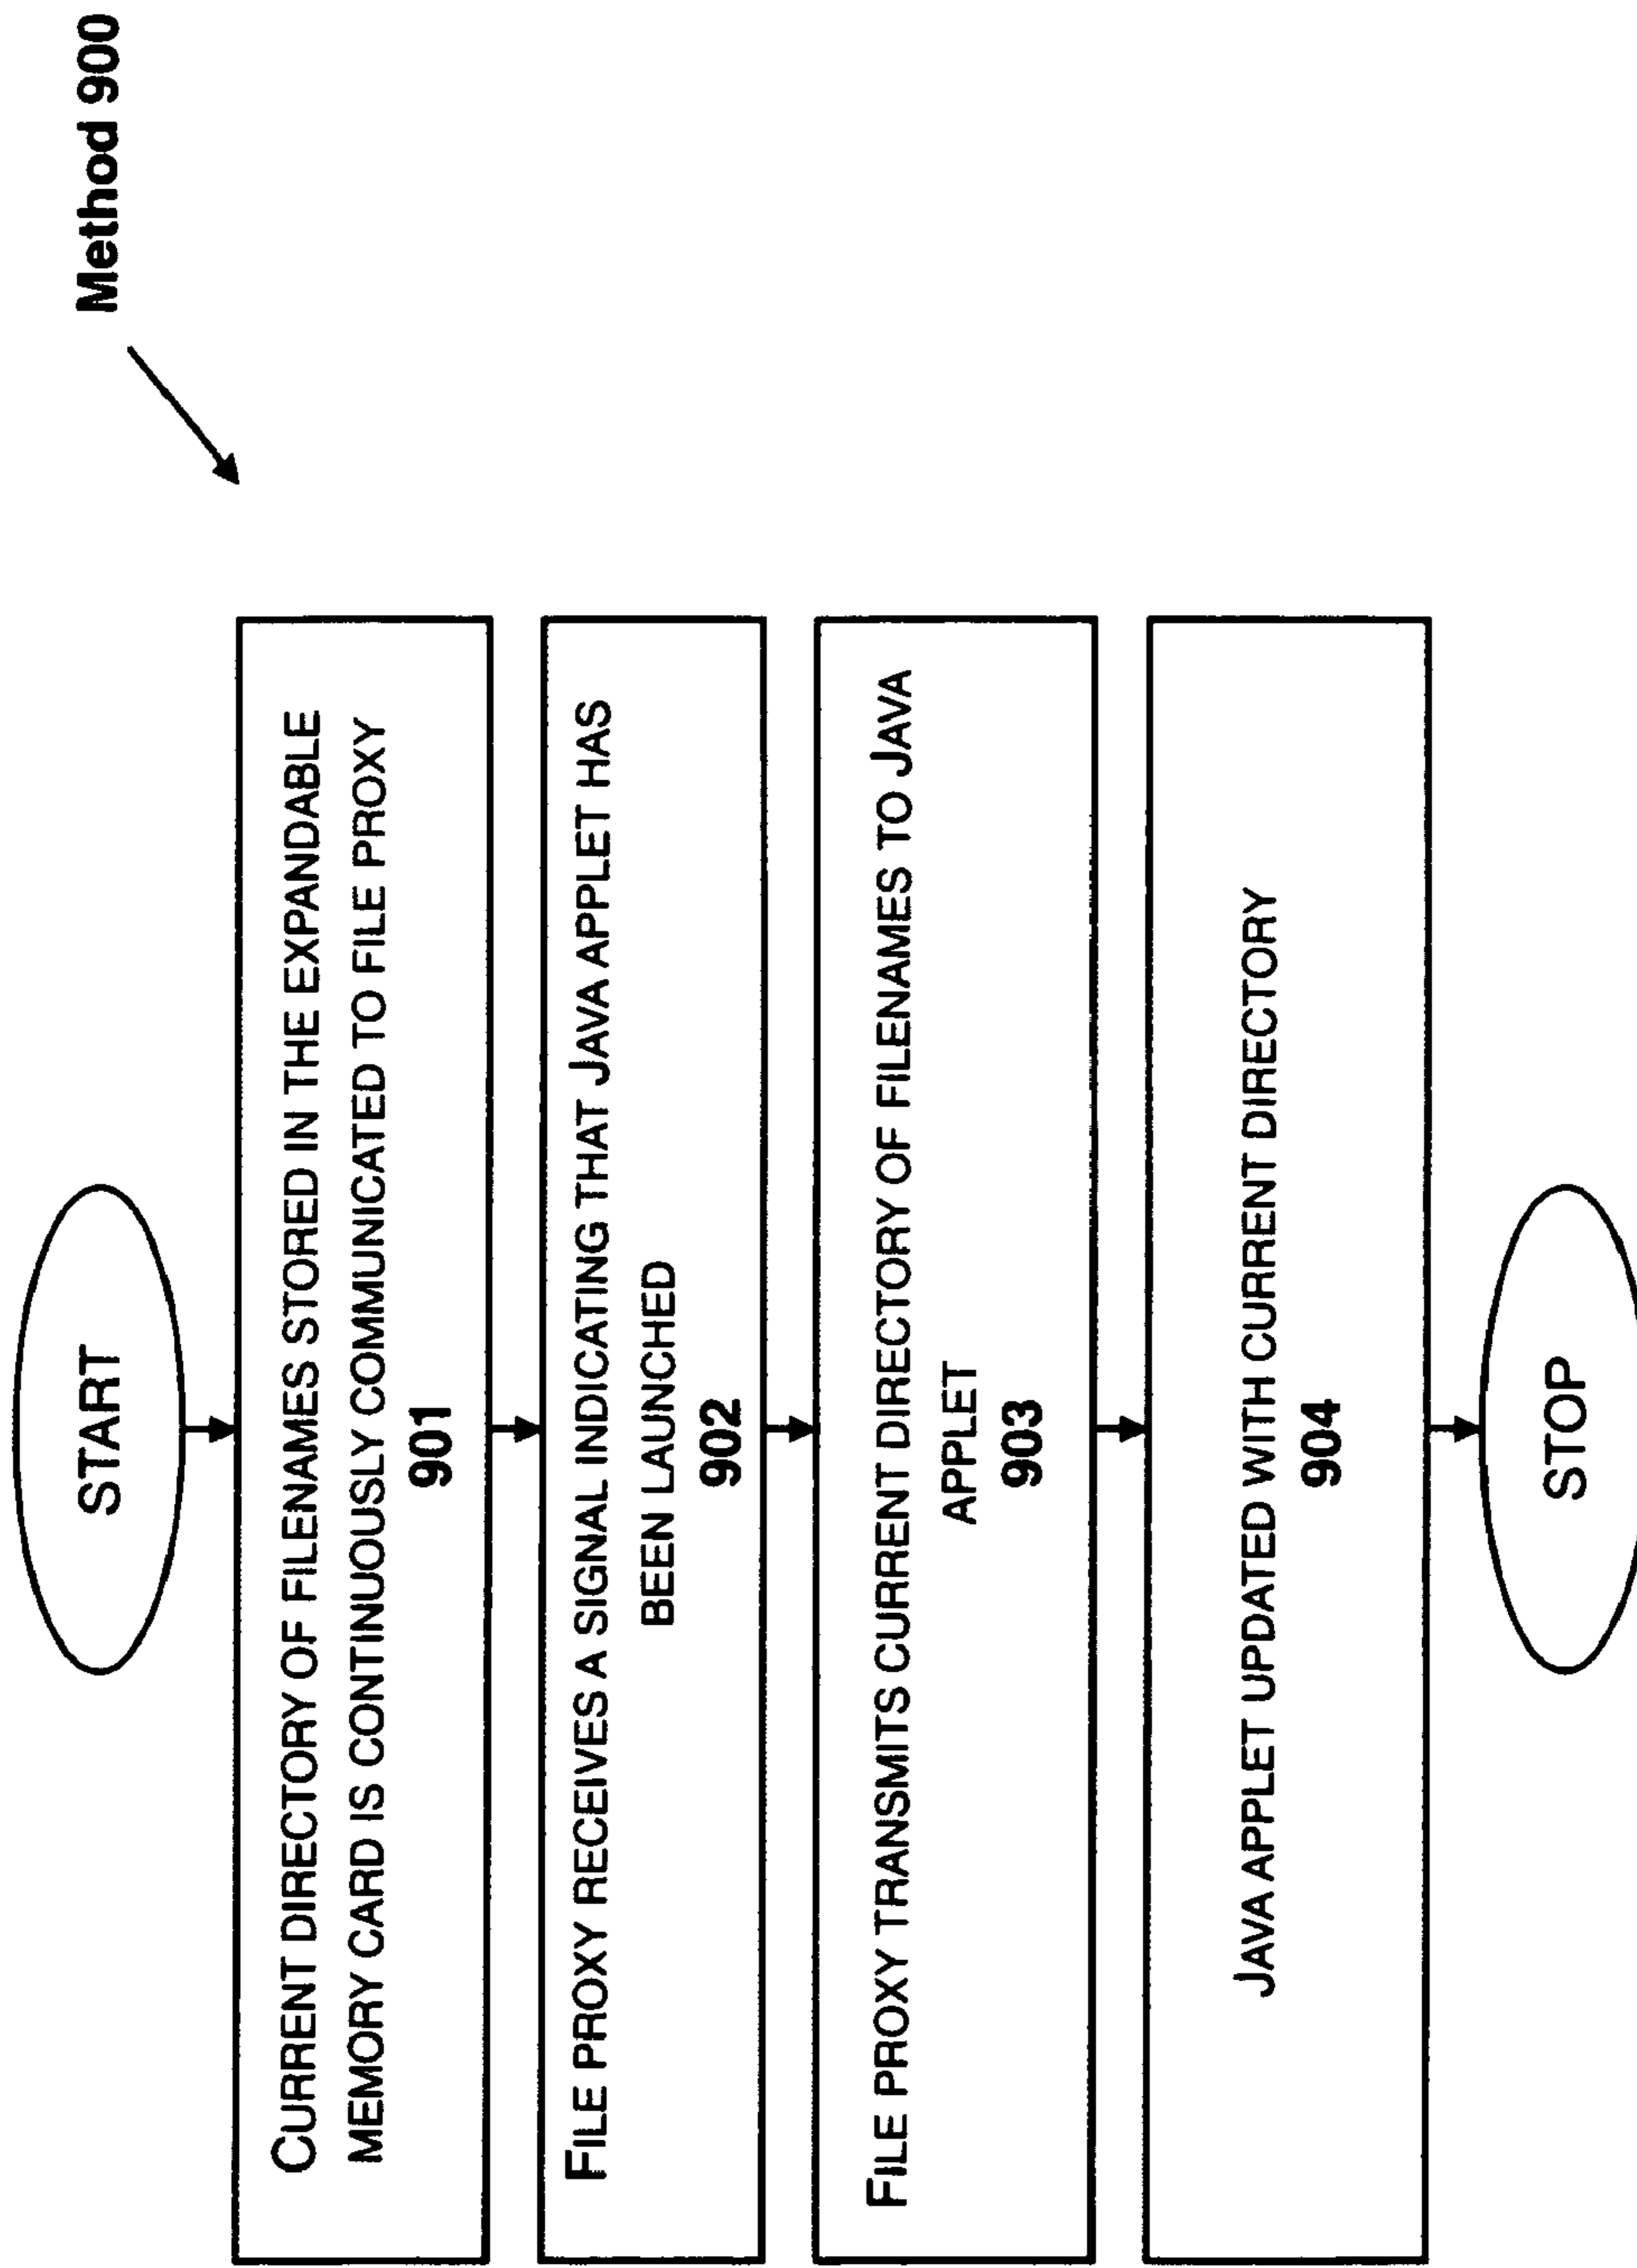 Method 900
START
CURRENT DIRECTORY OF FILENAMES STORED IN THE EXPANDABLE
MEMORY CARD IS CONTINUOUSLY COMMUNICATED TO FILE PROXY
901
FILE PROXY RECEIVES A SIGNAL INDICATING THAT JAVA APPLET HAS
BEEN LAUNCHED
902
FILE PROXY TRANSMITS CURRENT DIRECTORY OF FILENAMES TO JAVA
APPLET
903
JAVA APPLET UPDATED WITH CURRENT DIRECTORY
904
STOP